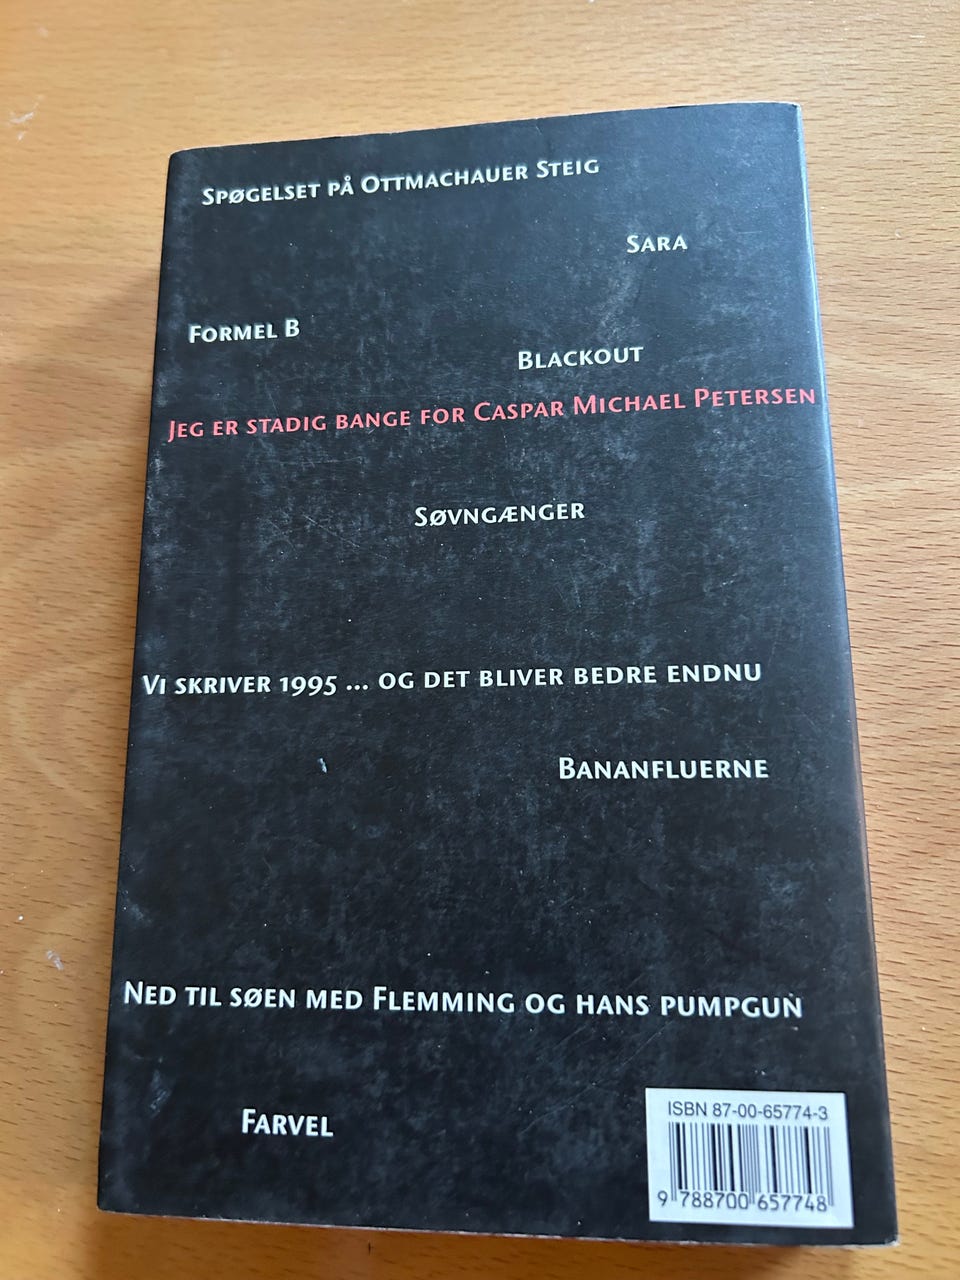 Spøgelset på Ottmachauer Steig
Sara
Formel B
Blackout
Jeg er stadig bange for Caspar Michael Petersen
Søvngænger
Vi skriver 1995 ... og det bliver bedre endnu
Bananfluerne
Ned til søen med Flemming og hans pumpgun
Farvel
ISBN 87-00-65774-3
9 788700 657748